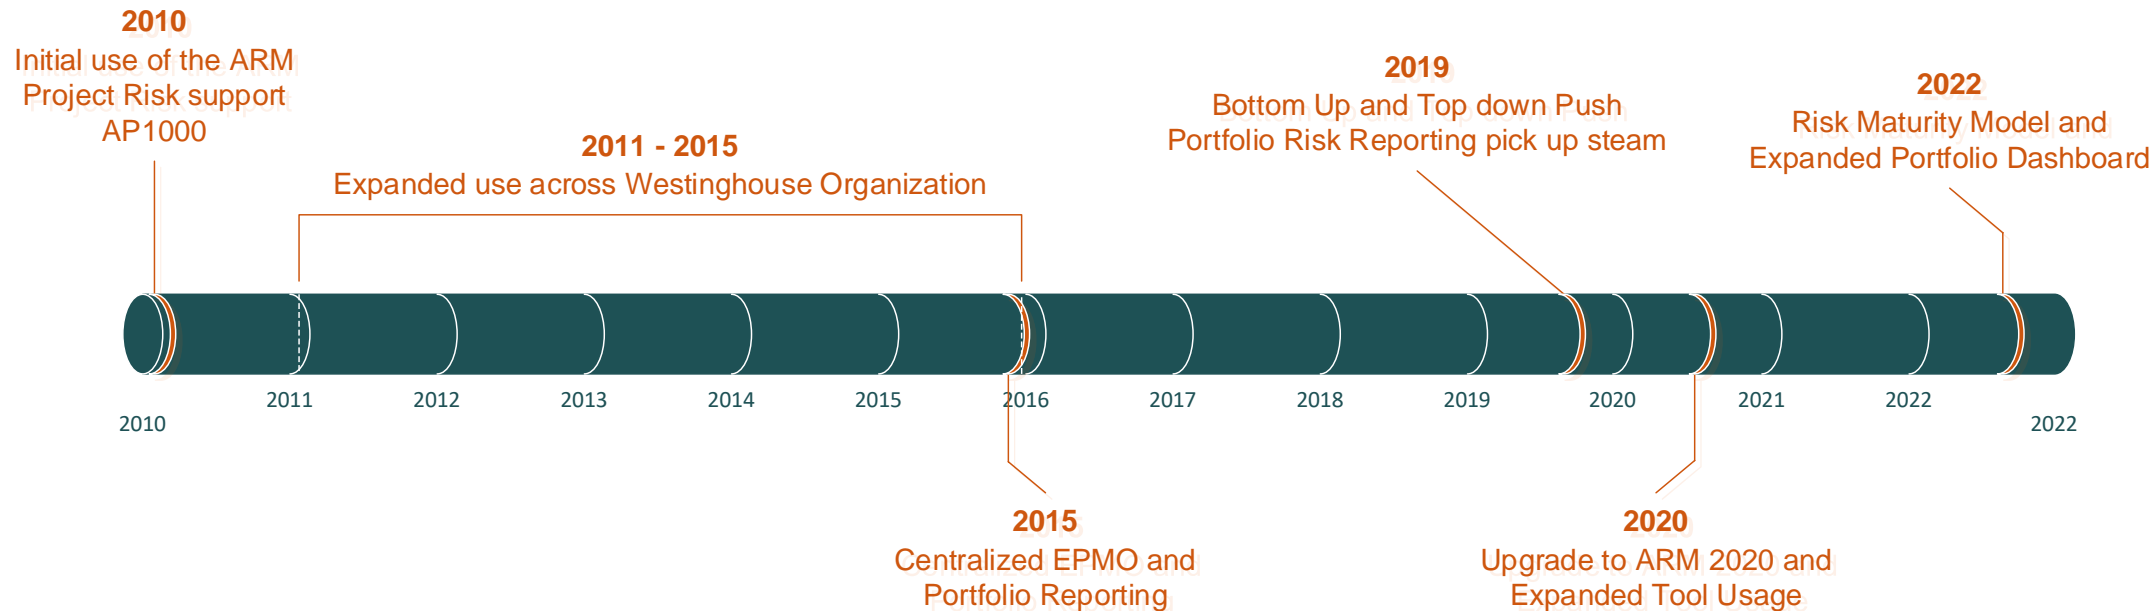 2010
Initial use of the ARM
Project Risk support
AP1000
2011 - 2015
Expanded use across Westinghouse Organization
2019
Bottom Up and Top down Push
Portfolio Risk Reporting pick up steam
2022
Risk Maturity Model and
Expanded Portfolio Dashboard
2010
2011
2012
2013
2014
2015
2016
2017
2018
2019
2020
2021
2022
2022
2015
Centralized EPMO and
Portfolio Reporting
2020
Upgrade to ARM 2020 and
Expanded Tool Usage